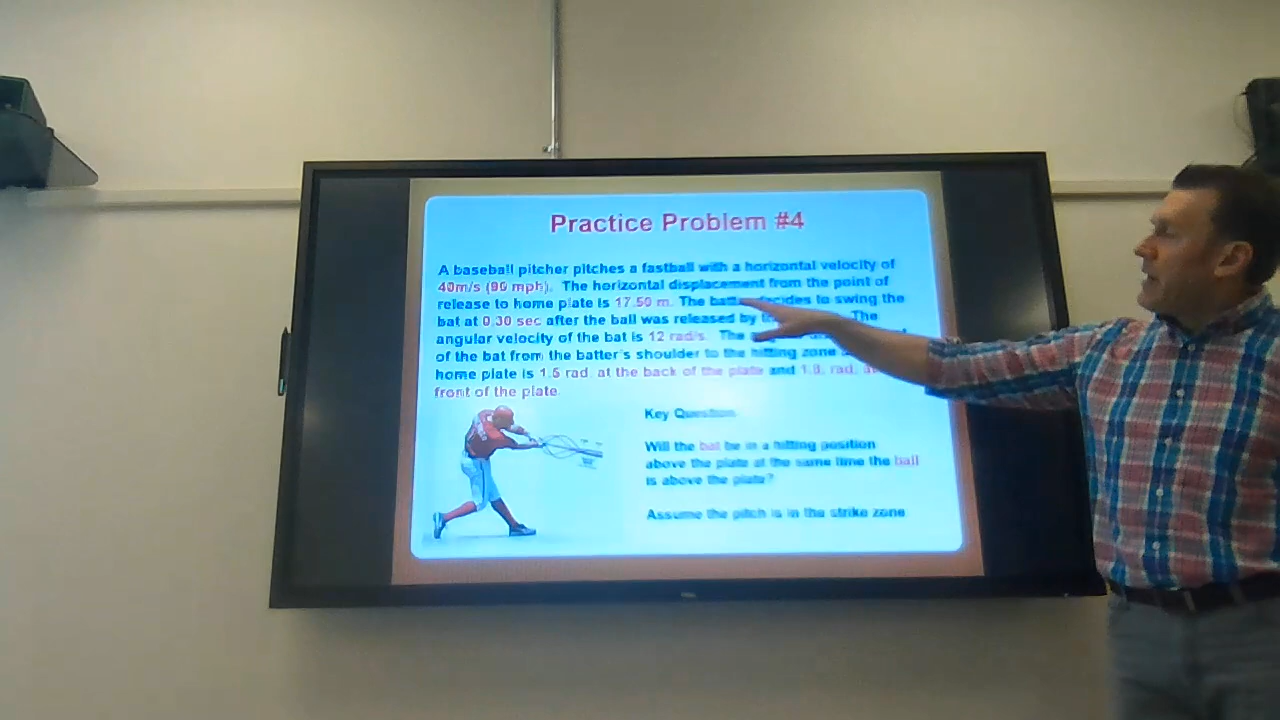 Practice Problem #4
A baseball pitcher pitches a fastball with a horizontal velocity of
40m/s (90 mph). The horizontal displacement from the point of
release to home plate is 17.50 m. The batter decides to swing the
bat at 0.30 sec after the ball was released by The
angular velocity of the bat is 12 rad/s. The
of the bat from the batter's shoulder to the hitting zone
home plate is 1.5 rad. at the back of the plate and 1.8. rad. at
front of the plate.
Key Question
Will the bat be in a hitting position
above the plate at the same time the ball
is above the plate?
Assume the pitch is in the strike zone